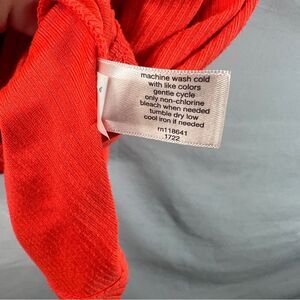 machine wash cold
with like colors
gentle cycle
only non-chlorine
bleach when needed
tumble dry low
cool iron if needed
rn118641
1722